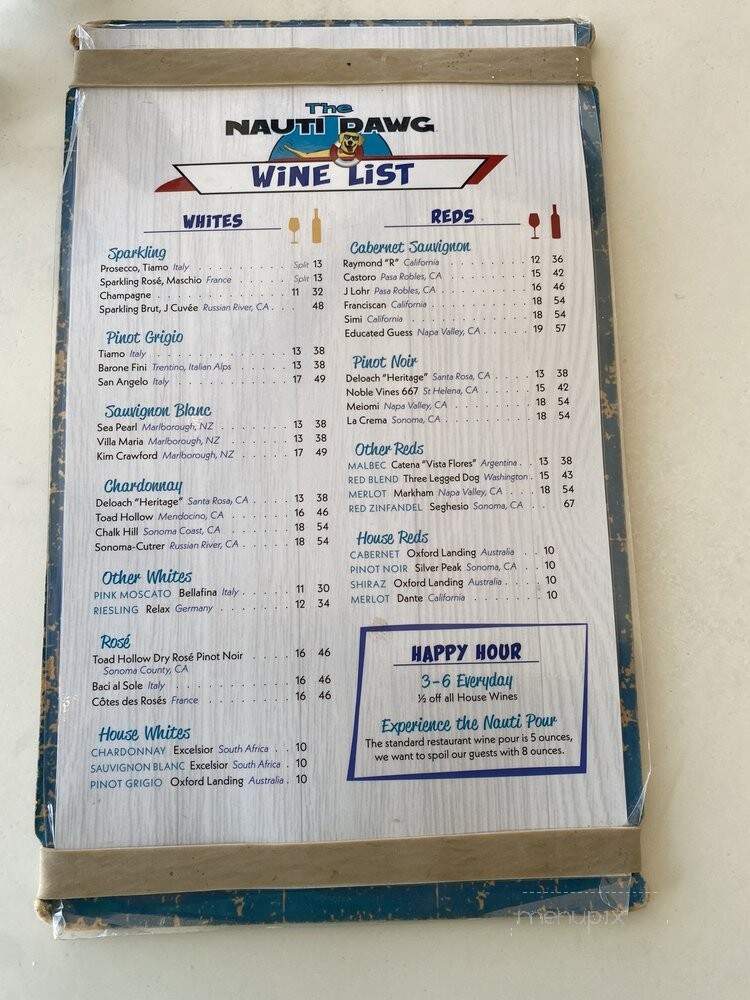 The
NAUTI DAWG
WiNE LiST
WHiTES
Sparkling
Prosecco, Tiamo Italy . . . . . . . . . . Split 13
Sparkling Rosé, Maschio France . . . . . . . Split 13
Champagne . . . . . . . . . . . . 11 32
Sparkling Brut, J Cuvée Russian River, CA . . . 48
Pinot Grigio
Tiamo Italy . . . . . . . . . . . . 13 38
Barone Fini Trentino, Italian Alps . . . . . 13 38
San Angelo Italy . . . . . . . . . . 17 49
Sauvignon Blanc
Sea Pearl Marlborough, NZ . . . . . . . 13 38
Villa Maria Marlborough, NZ . . . . . . . 13 38
Kim Crawford Marlborough, NZ . . . . . 17 49
Chardonnay
Deloach "Heritage" Santa Rosa, CA . . . . 13 38
Toad Hollow Mendocino, CA . . . . . . 16 46
Chalk Hill Sonoma Coast, CA . . . . . . 18 54
Sonoma-Cutrer Russian River, CA . . . . . 18 54
Other Whites
PINK MOSCATO Bellafina Italy . . . . . 11 30
RIESLING Relax Germany . . . . . . . 12 34
Rosé
Toad Hollow Dry Rosé Pinot Noir . . . . 16 46
Sonoma County, CA
Baci al Sole Italy . . . . . . . . . . 16 46
Côtes des Rosés France . . . . . . . . 16 46
House Whites
CHARDONNAY Excelsior South Africa . . 10
SAUVIGNON BLANC Excelsior South Africa . 10
PINOT GRIGIO Oxford Landing Australia . 10
REDS
Cabernet Sauvignon
Raymond "R" California . . . . . . . . 12 36
Castoro Pasa Robles, CA . . . . . . . . 15 42
J Lohr Pasa Robles, CA . . . . . . . . 16 46
Franciscan California . . . . . . . . . 18 54
Simi California . . . . . . . . . . . 18 54
Educated Guess Napa Valley, CA . . . . . 19 57
Pinot Noir
Deloach "Heritage" Santa Rosa, CA . . . . 13 38
Noble Vines 667 St Helena, CA . . . . . . 15 42
Meiomi Napa Valley, CA . . . . . . . . 18 54
La Crema Sonoma, CA . . . . . . . . . 18 54
Other Reds
MALBEC Catena "Vista Flores" Argentina . . 13 38
RED BLEND Three Legged Dog Washington . 15 43
MERLOT Markham Napa Valley, CA . . . 18 54
RED ZINFANDEL Seghesio Sonoma, CA . . 67
House Reds
CABERNET Oxford Landing Australia . . 10
PINOT NOIR Silver Peak Sonoma, CA . . 10
SHIRAZ Oxford Landing Australia . . . . 10
MERLOT Dante California . . . . . . . 10
HAPPY HOUR
3-6 Everyday
½ off all House Wines
Experience the Nauti Pour
The standard restaurant wine pour is 5 ounces,
we want to spoil our guests with 8 ounces.
menupix